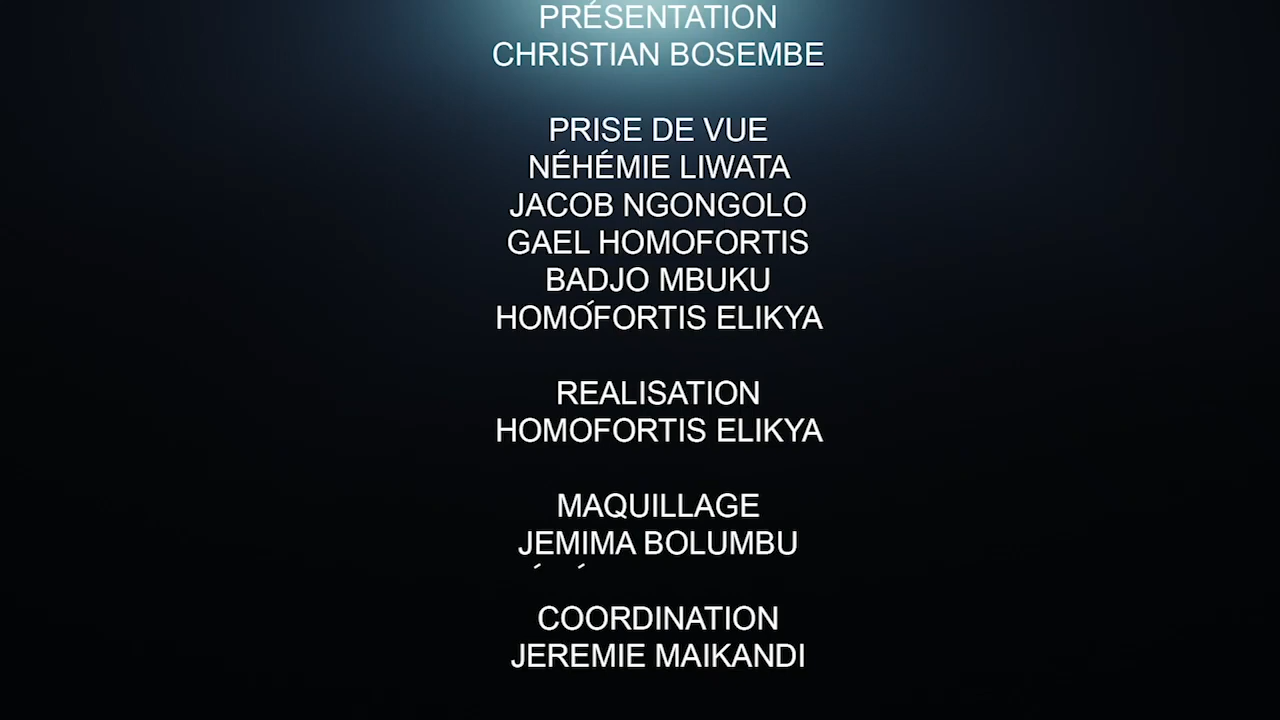 PRÉSENTATION
CHRISTIAN BOSEMBE
PRISE DE VUE
NÉHÉMIE LIWATA
JACOB NGONGOLO
GAEL HOMOFORTIS
BADJO MBUKU
HOMOFORTIS ELIKYA
REALISATION
HOMOFORTIS ELIKYA
MAQUILLAGE
JEMIMA BOLUMBU
COORDINATION
JEREMIE MAIKANDI